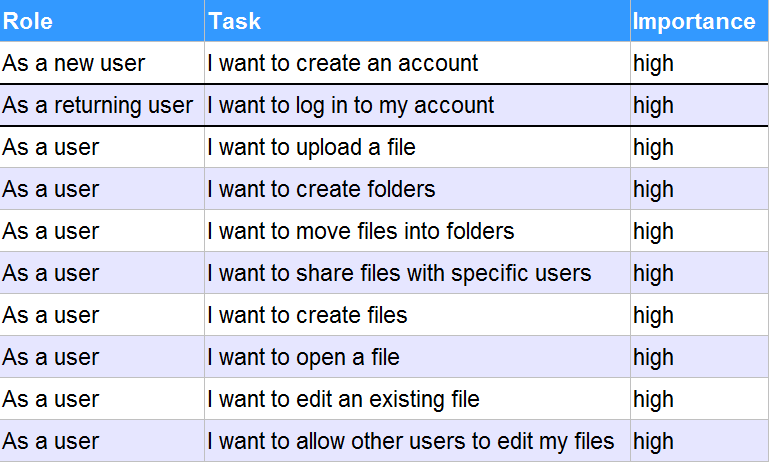 Role Task Importance
As a new user I want to create an account high
As a returning user I want to log in to my account high
As a user I want to upload a file high
As a user I want to create folders high
As a user I want to move files into folders high
As a user I want to share files with specific users high
As a user I want to create files high
As a user I want to open a file high
As a user I want to edit an existing file high
As a user I want to allow other users to edit my files high